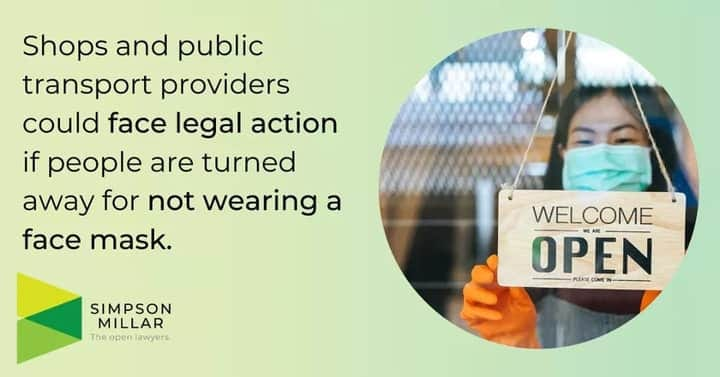 Shops and public
transport providers
could face legal action
if people are turned
away for not wearing a
face mask.
SIMPSON
MILLAR
The open lawyers.
WELCOME
WE ARE
OPEN
PLEASE COME IN